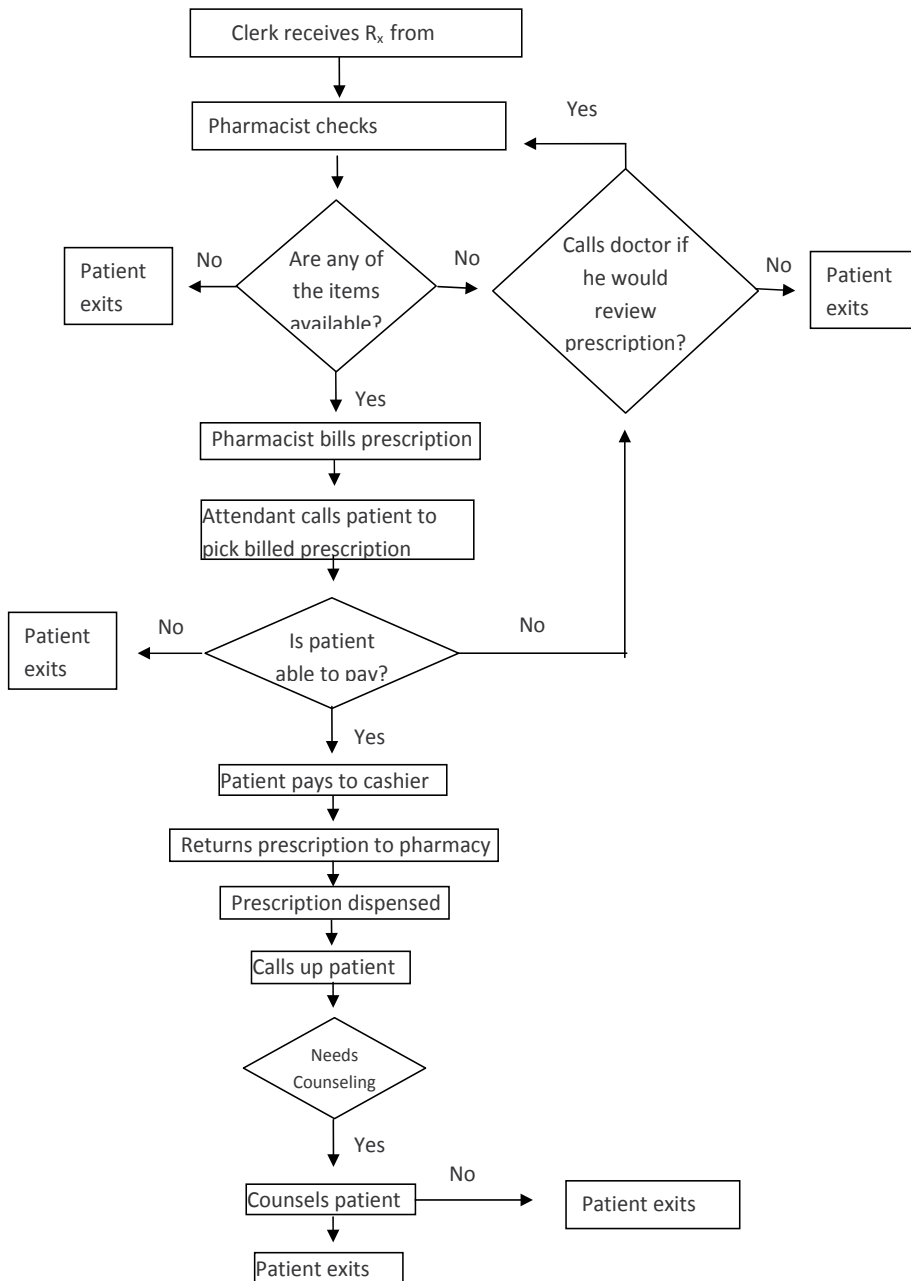 Clerk receives Rx from
Yes
Pharmacist checks
Patient
exits
No
Are any of
the items
available?
No
Calls doctor if
he would
review
prescription?
No
Patient
exits
Yes
Pharmacist bills prescription
Attendant calls patient to
pick billed prescription
Patient
exits
No
Is patient
able to pay?
No
Yes
Patient pays to cashier
Returns prescription to pharmacy
Prescription dispensed
Calls up patient
Needs
Counseling
Yes
Counsels patient
No
Patient exits
Patient exits